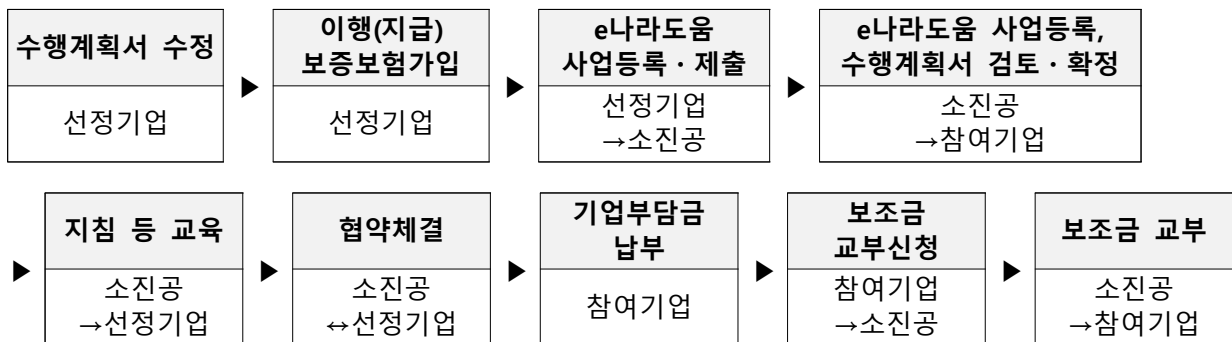 수행계획서 수정
선정기업
▶
이행(지급)
보증보험가입
선정기업
▶
e나라도움
사업등록 · 제출
선정기업
→소진공
▶
e나라도움 사업등록,
수행계획서 검토 · 확정
소진공
→참여기업
▶
지침 등 교육
소진공
→선정기업
▶
협약체결
소진공
↔선정기업
▶
기업부담금
납부
참여기업
▶
보조금
교부신청
참여기업
→소진공
▶
보조금 교부
소진공
→참여기업